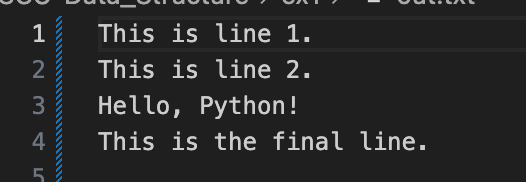 1 This is line 1.
2 This is line 2.
3 Hello, Python!
4 This is the final line.
5